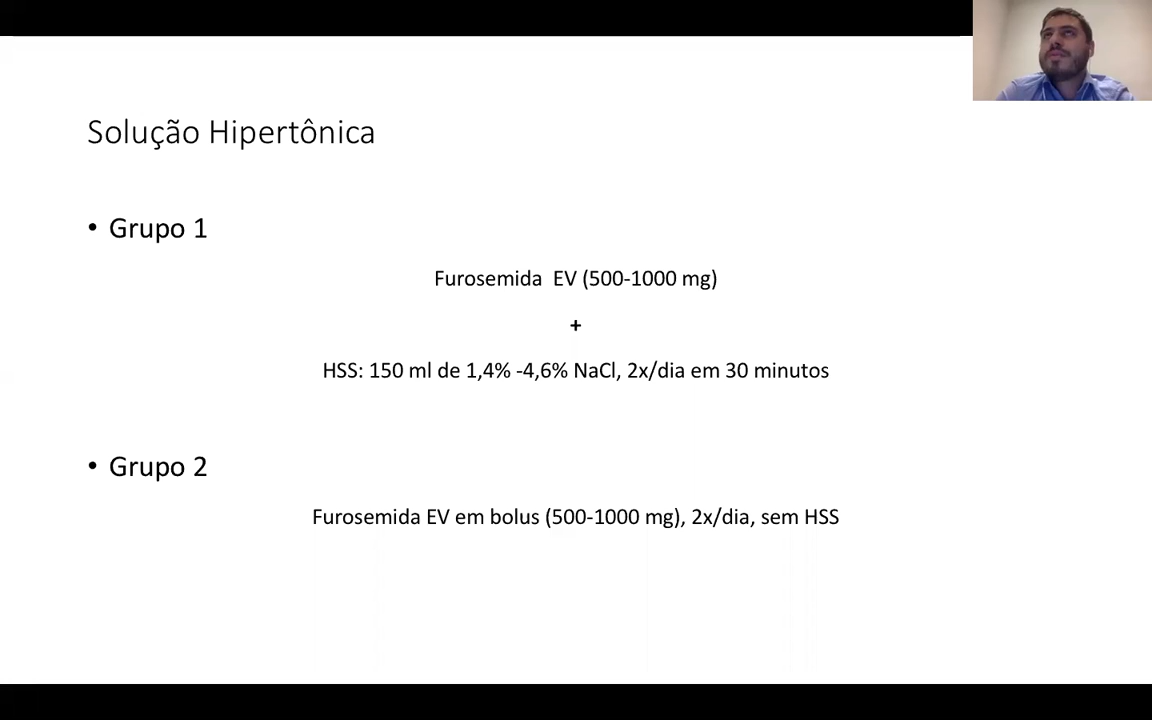 Solução Hipertônica
• Grupo 1
Furosemida EV (500-1000 mg)
+
HSS: 150 ml de 1,4% -4,6% NaCl, 2x/dia em 30 minutos
• Grupo 2
Furosemida EV em bolus (500-1000 mg), 2x/dia, sem HSS